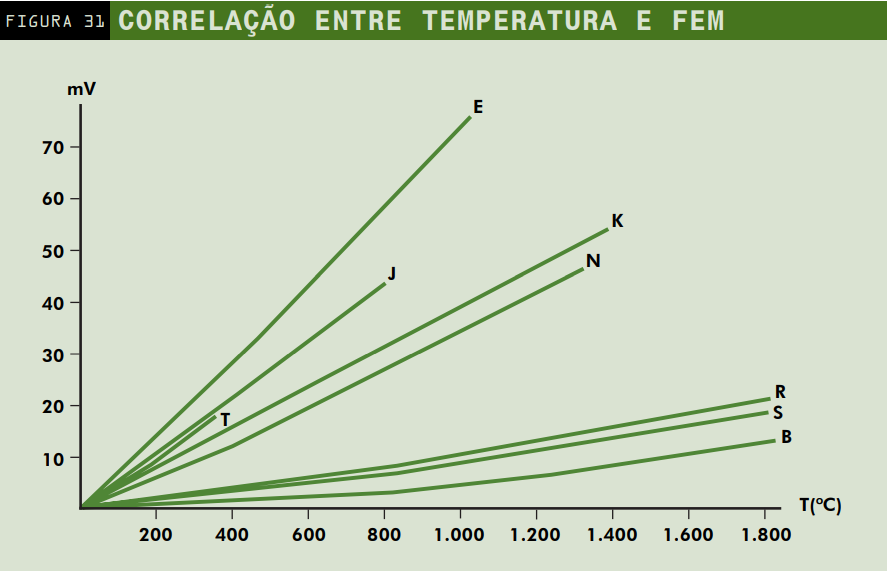 FIGURA 31 CORRELAÇÃO ENTRE TEMPERATURA E FEM
mV
E
70
60
K
50
N
J
40
30
R
20
S
T
B
10
T(ºC)
200 400 600 800 1.000 1.200 1.400 1.600 1.800